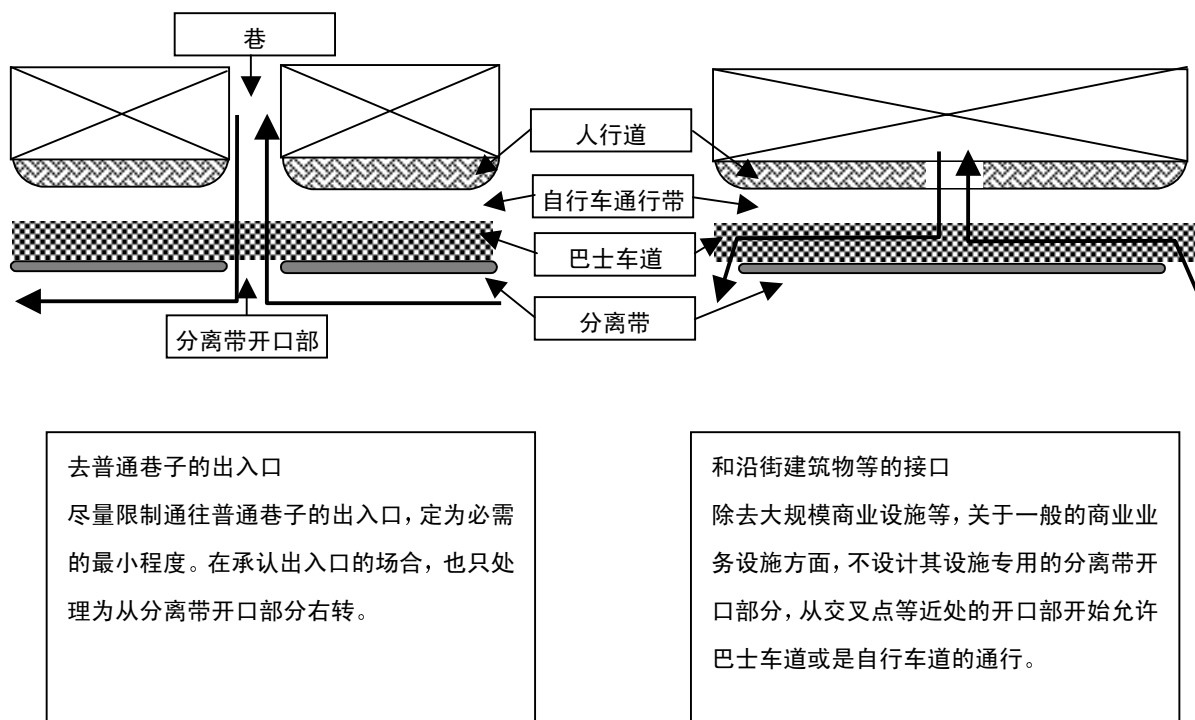 巷
人行道
自行车通行带
巴士车道
分离带
分离带开口部
去普通巷子的出入口
尽量限制通往普通巷子的出入口，定为必需
的最小程度。在承认出入口的场合，也只处
理为从分离带开口部分右转。
和沿街建筑物等的接口
除去大规模商业设施等，关于一般的商业业
务设施方面，不设计其设施专用的分离带开
口部分，从交叉点等近处的开口部开始允许
巴士车道或是自行车道的通行。